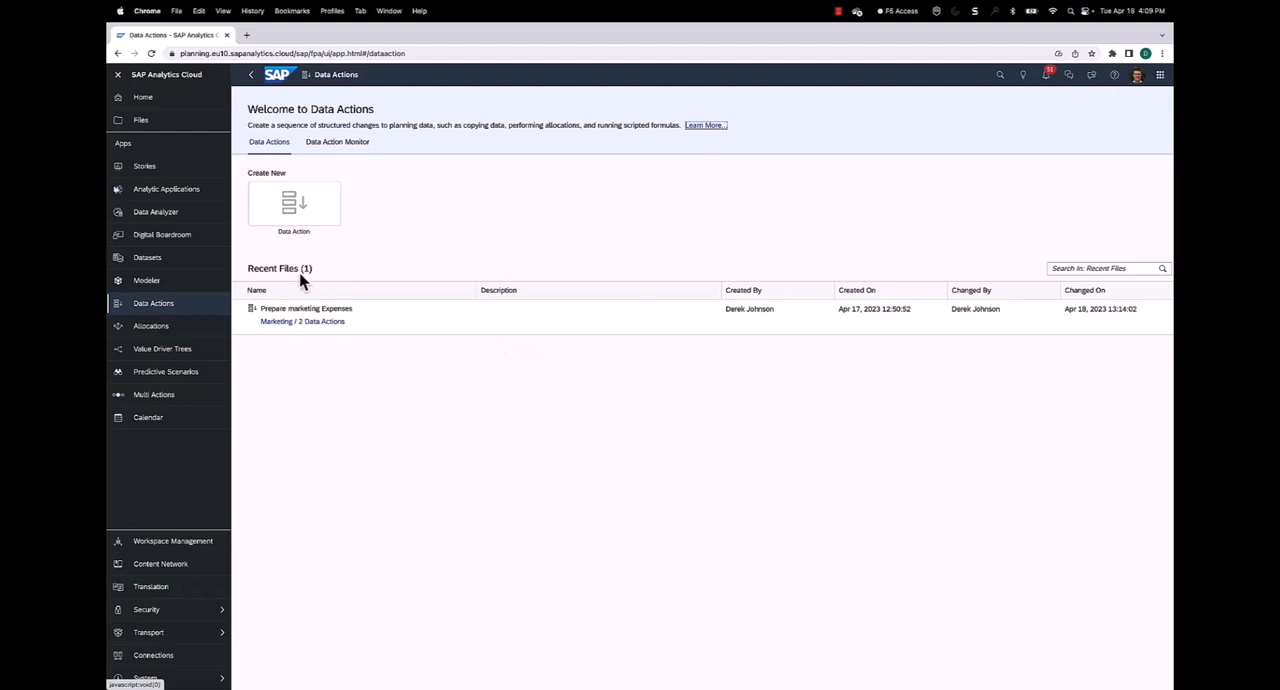 Chrome File Edit View History Bookmarks Profiles Tab Window Help F5 Access Tue Apr 18 4:09 PM
Data Actions - SAP Analytics C
planning.eu10.sapanalytics.cloud/sap/fpa/ui/app.html#/dataaction
SAP Analytics Cloud
SAP Data Actions
51
Home
Files
Apps
Stories
Analytic Applications
Data Analyzer
Digital Boardroom
Datasets
Modeler
Data Actions
Allocations
Value Driver Trees
Predictive Scenarios
Multi Actions
Calendar
Workspace Management
Content Network
Translation
Security
Transport
Connections
System
javascript:void(0)
Welcome to Data Actions
Create a sequence of structured changes to planning data, such as copying data, performing allocations, and running scripted formulas. Learn More...
Data Actions Data Action Monitor
Create New
Data Action
Recent Files (1)
Search In: Recent Files
Name Description Created By Created On Changed By Changed On
Prepare marketing Expenses Derek Johnson Apr 17, 2023 12:50:52 Derek Johnson Apr 18, 2023 13:14:02
Marketing / 2 Data Actions